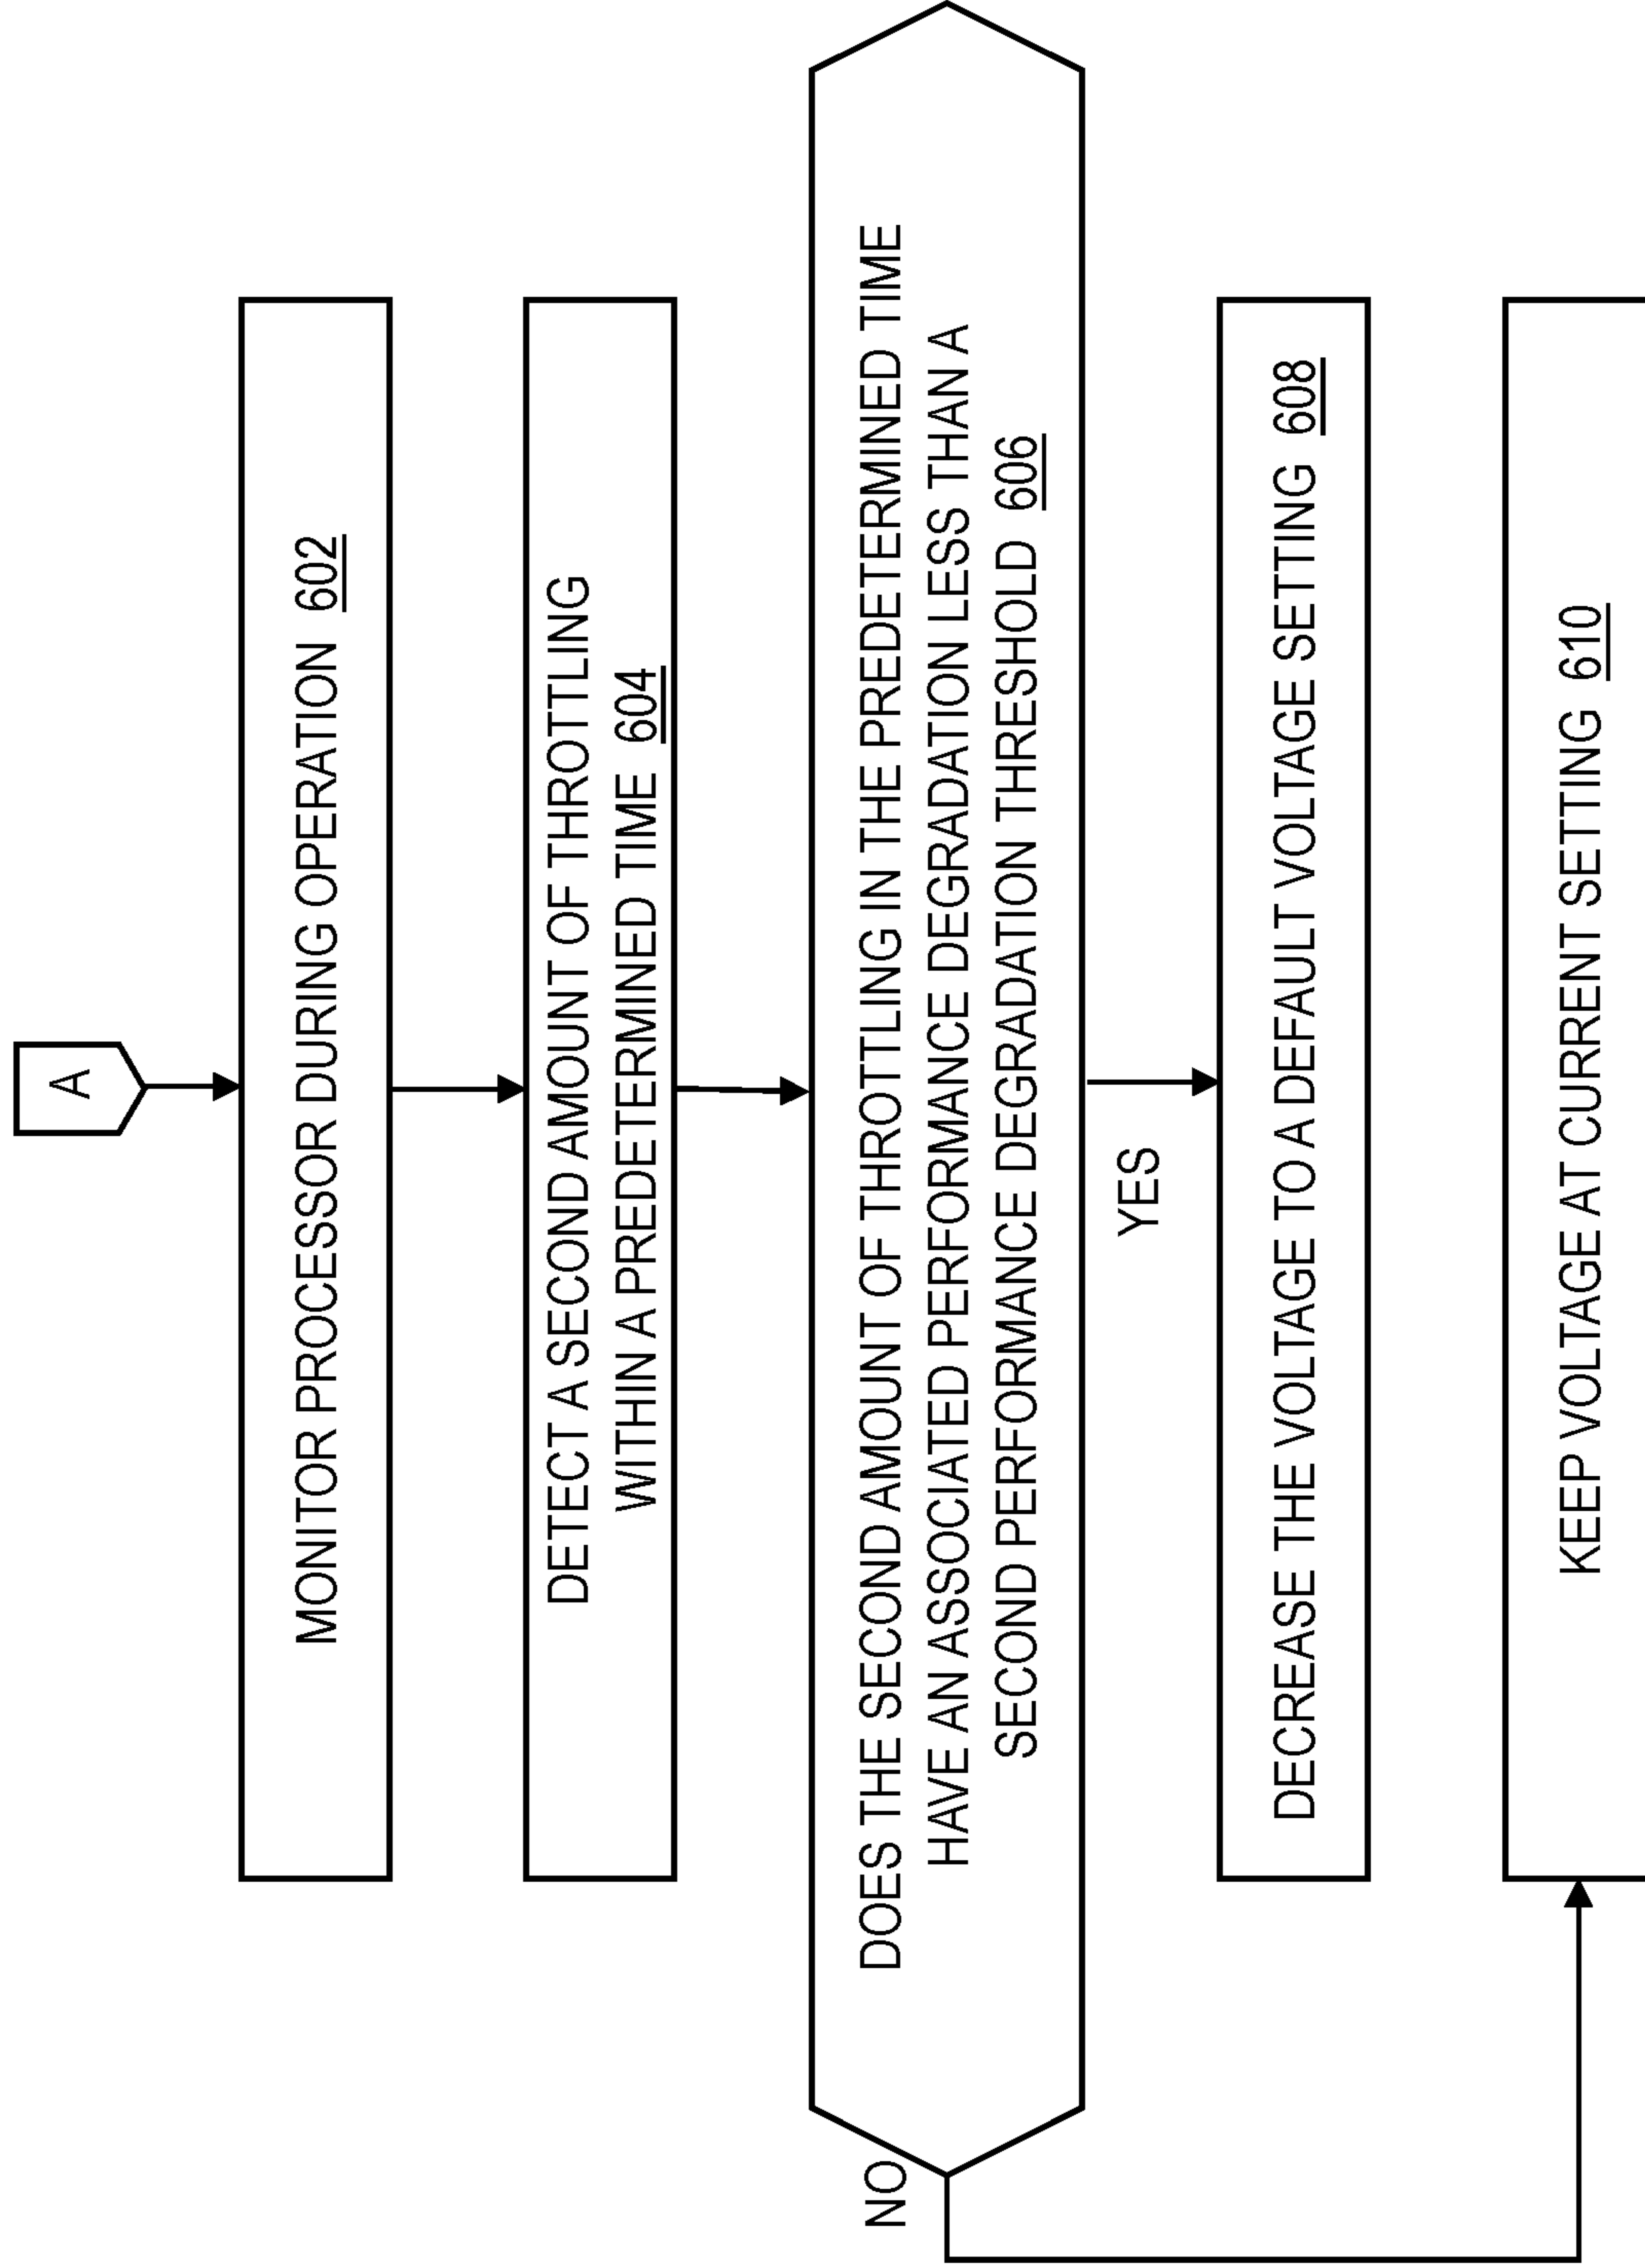 A
MONITOR PROCESSOR DURING OPERATION 602
DETECT A SECOND AMOUNT OF THROTTLING
WITHIN A PREDETERMINED TIME 604
DOES THE SECOND AMOUNT OF THROTTLING IN THE PREDETERMINED TIME
HAVE AN ASSOCIATED PERFORMANCE DEGRADATION LESS THAN A
SECOND PERFORMANCE DEGRADATION THRESHOLD 606
NO
YES
DECREASE THE VOLTAGE TO A DEFAULT VOLTAGE SETTING 608
KEEP VOLTAGE AT CURRENT SETTING 610